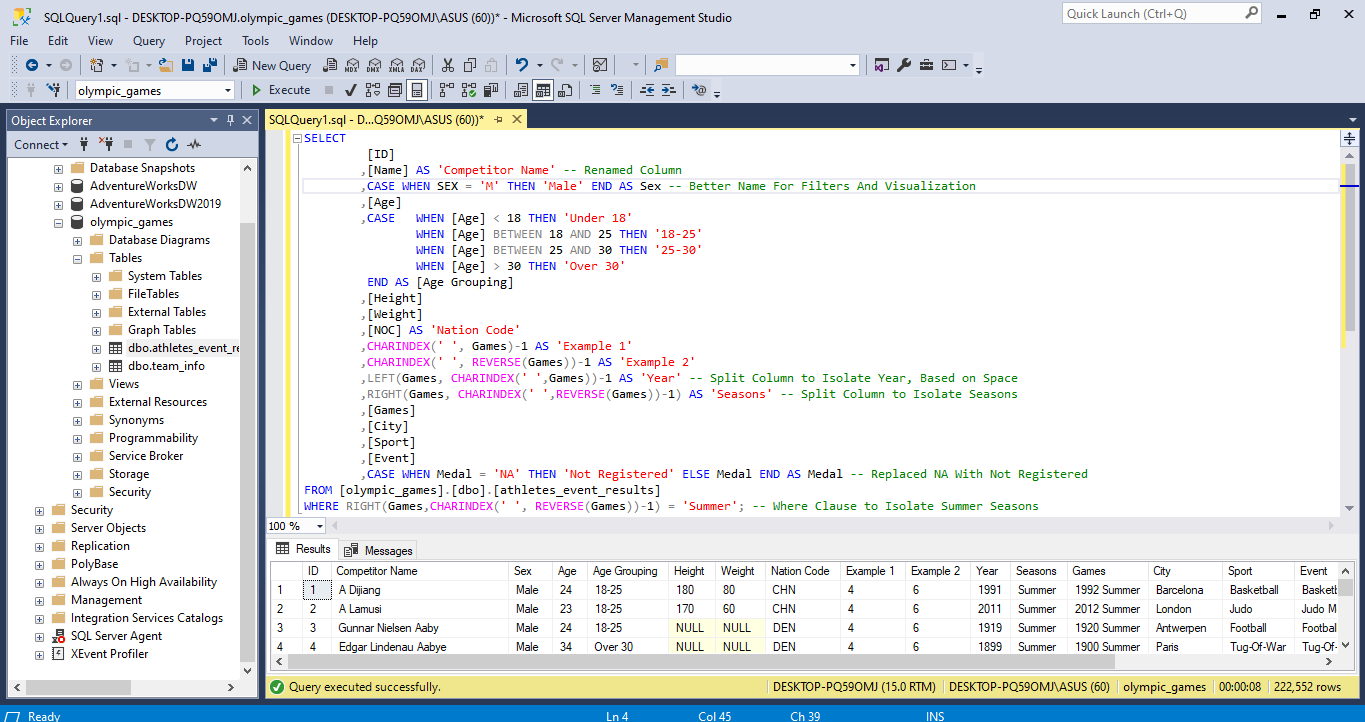 SQLQuery1.sql - DESKTOP-PQ59OMJ.olympic_games (DESKTOP-PQ59OMJ\ASUS (60))* - Microsoft SQL Server Management Studio
Quick Launch (Ctrl+Q)
File Edit View Query Project Tools Window Help
New Query MDX DMX XMLA DAX
olympic_games Execute
Object Explorer
Connect
Database Snapshots
AdventureWorksDW
AdventureWorksDW2019
olympic_games
Database Diagrams
Tables
System Tables
FileTables
External Tables
Graph Tables
dbo.athletes_event_re
dbo.team_info
Views
External Resources
Synonyms
Programmability
Service Broker
Storage
Security
Security
Server Objects
Replication
PolyBase
Always On High Availability
Management
Integration Services Catalogs
SQL Server Agent
XEvent Profiler
SQLQuery1.sql - D...Q59OMJ\ASUS (60))*
SELECT
[ID]
,[Name] AS 'Competitor Name' -- Renamed Column
,CASE WHEN SEX = 'M' THEN 'Male' END AS Sex -- Better Name For Filters And Visualization
,[Age]
,CASE WHEN [Age] < 18 THEN 'Under 18'
WHEN [Age] BETWEEN 18 AND 25 THEN '18-25'
WHEN [Age] BETWEEN 25 AND 30 THEN '25-30'
WHEN [Age] > 30 THEN 'Over 30'
END AS [Age Grouping]
,[Height]
,[Weight]
,[NOC] AS 'Nation Code'
,CHARINDEX(' ', Games)-1 AS 'Example 1'
,CHARINDEX(' ', REVERSE(Games))-1 AS 'Example 2'
,LEFT(Games, CHARINDEX(' ',Games))-1 AS 'Year' -- Split Column to Isolate Year, Based on Space
,RIGHT(Games, CHARINDEX(' ',REVERSE(Games))-1) AS 'Seasons' -- Split Column to Isolate Seasons
,[Games]
,[City]
,[Sport]
,[Event]
,CASE WHEN Medal = 'NA' THEN 'Not Registered' ELSE Medal END AS Medal -- Replaced NA With Not Registered
FROM [olympic_games].[dbo].[athletes_event_results]
WHERE RIGHT(Games,CHARINDEX(' ', REVERSE(Games))-1) = 'Summer'; -- Where Clause to Isolate Summer Seasons
100 %
Results Messages
ID Competitor Name Sex Age Age Grouping Height Weight Nation Code Example 1 Example 2 Year Seasons Games City Sport Event
1 1 A Dijiang Male 24 18-25 180 80 CHN 4 6 1991 Summer 1992 Summer Barcelona Basketball Basketb
2 2 A Lamusi Male 23 18-25 170 60 CHN 4 6 2011 Summer 2012 Summer London Judo Judo M
3 3 Gunnar Nielsen Aaby Male 24 18-25 NULL NULL DEN 4 6 1919 Summer 1920 Summer Antwerpen Football Footbal
4 4 Edgar Lindenau Aabye Male 34 Over 30 NULL NULL DEN 4 6 1899 Summer 1900 Summer Paris Tug-Of-War Tug-Of-
Query executed successfully. DESKTOP-PQ59OMJ (15.0 RTM) DESKTOP-PQ59OMJ\ASUS (60) olympic_games 00:00:08 222,552 rows
Ready Ln 4 Col 45 Ch 39 INS